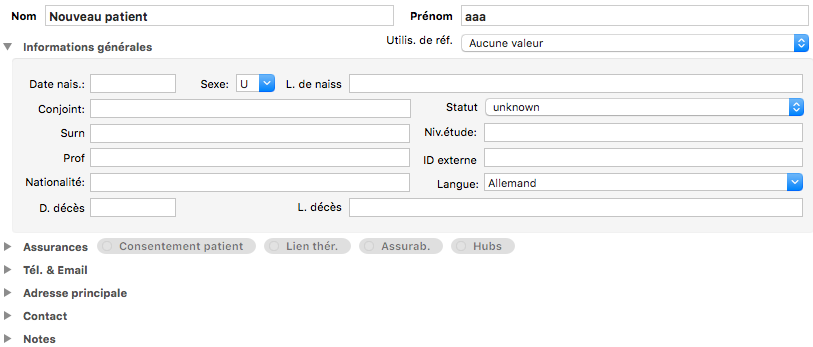 Nom Nouveau patient Prénom aaa
Utilis. de réf. Aucune valeur
Informations générales
Date nais.: Sexe: U L. de naiss
Conjoint: Statut unknown
Surn Niv.étude:
Prof ID externe
Nationalité: Langue: Allemand
D. décès L. décès
Assurances Consentement patient Lien thér. Assurab. Hubs
Tél. & Email
Adresse principale
Contact
Notes